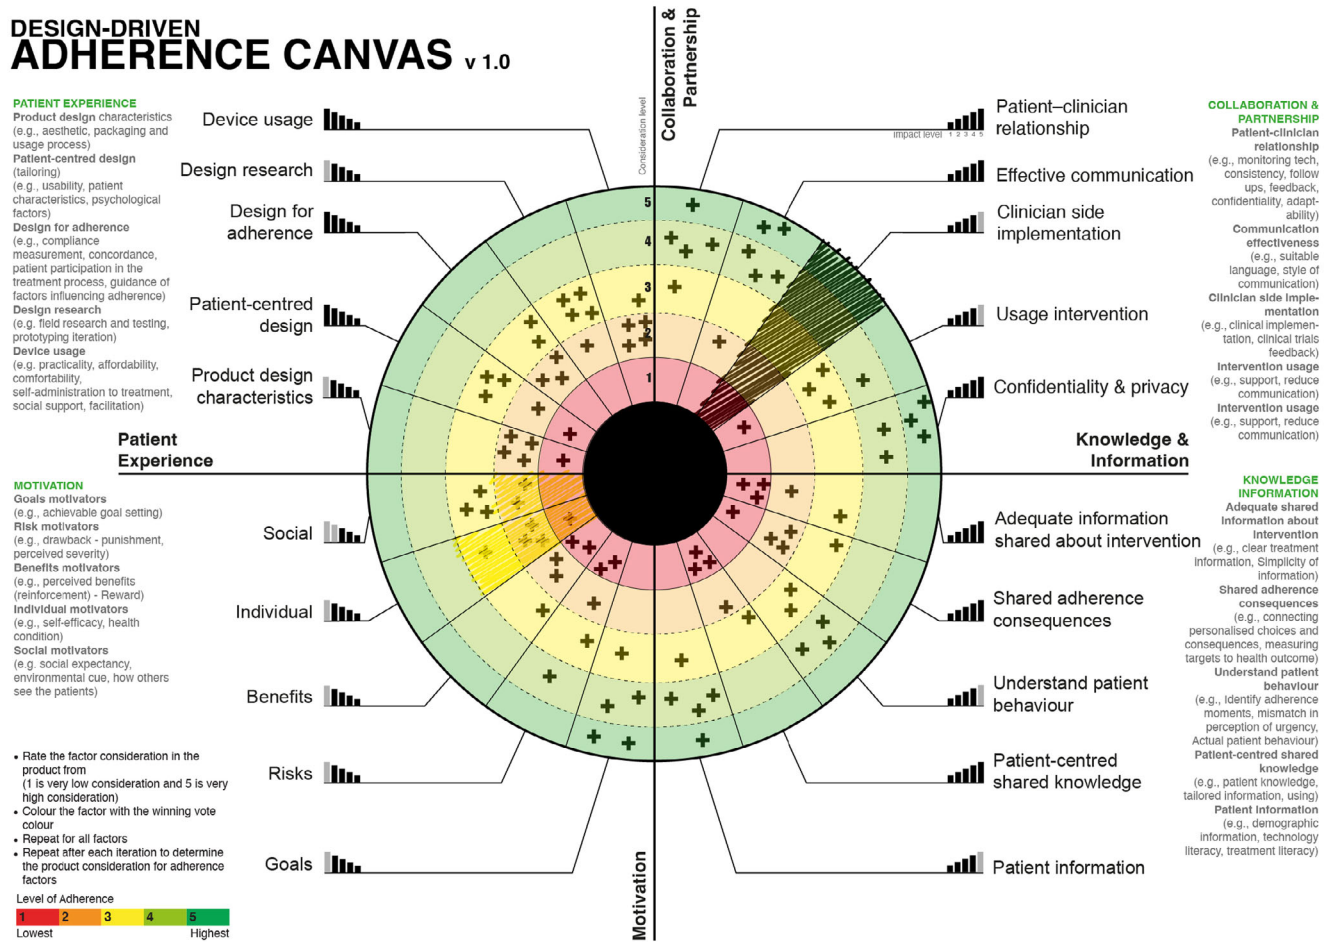 DESIGN-DRIVEN
ADHERENCE CANVAS v 1.0
PATIENT EXPERIENCE
Product design characteristics
(e.g., aesthetic, packaging and
usage process)
Patient-centred design
(tailoring)
(e.g., usability, patient
characteristics, psychological
factors)
Design for adherence
(e.g., compliance
measurement, concordance,
patient participation in the
treatment process, guidance of
factors influencing adherence)
Design research
(e.g. field research and testing,
prototyping iteration)
Device usage
(e.g. practicality, affordability,
comfortability,
self-administration to treatment,
social support, facilitation)
MOTIVATION
Goals motivators
(e.g., achievable goal setting)
Risk motivators
(e.g., drawback - punishment,
perceived severity)
Benefits motivators
(e.g., perceived benefits
(reinforcement) - Reward)
Individual motivators
(e.g., self-efficacy, health
condition)
Social motivators
(e.g. social expectancy,
environmental cue, how others
see the patients)
• Rate the factor consideration in the
product from
(1 is very low consideration and 5 is very
high consideration)
• Colour the factor with the winning vote
colour
• Repeat for all factors
• Repeat after each iteration to determine
the product consideration for adherence
factors
Level of Adherence
1 2 3 4 5
Lowest Highest
Device usage
Design research
Design for
adherence
Patient-centred
design
Product design
characteristics
Patient
Experience
Social
Individual
Benefits
Risks
Goals
Consideration level
Collaboration &
Partnership
5
4
3
2
1
Motivation
Patient–clinician
relationship
Impact level 1 2 3 4 5
Effective communication
Clinician side
implementation
Usage intervention
Confidentiality & privacy
Knowledge &
Information
Adequate information
shared about intervention
Shared adherence
consequences
Understand patient
behaviour
Patient-centred
shared knowledge
Patient information
COLLABORATION &
PARTNERSHIP
Patient-clinician
relationship
(e.g., monitoring tech,
consistency, follow
ups, feedback,
confidentiality, adapt-
ability)
Communication
effectiveness
(e.g., suitable
language, style of
communication)
Clinician side imple-
mentation
(e.g., clinical implemen-
tation, clinical trials
feedback)
Intervention usage
(e.g., support, reduce
communication)
Intervention usage
(e.g., support, reduce
communication)
KNOWLEDGE
INFORMATION
Adequate shared
information about
intervention
(e.g., clear treatment
information, Simplicity of
information)
Shared adherence
consequences
(e.g., connecting
personalised choices and
consequences, measuring
targets to health outcome)
Understand patient
behaviour
(e.g., Identify adherence
moments, mismatch in
perception of urgency,
Actual patient behaviour)
Patient-centred shared
knowledge
(e.g., patient knowledge,
tailored information, using)
Patient information
(e.g., demographic
information, technology
literacy, treatment literacy)